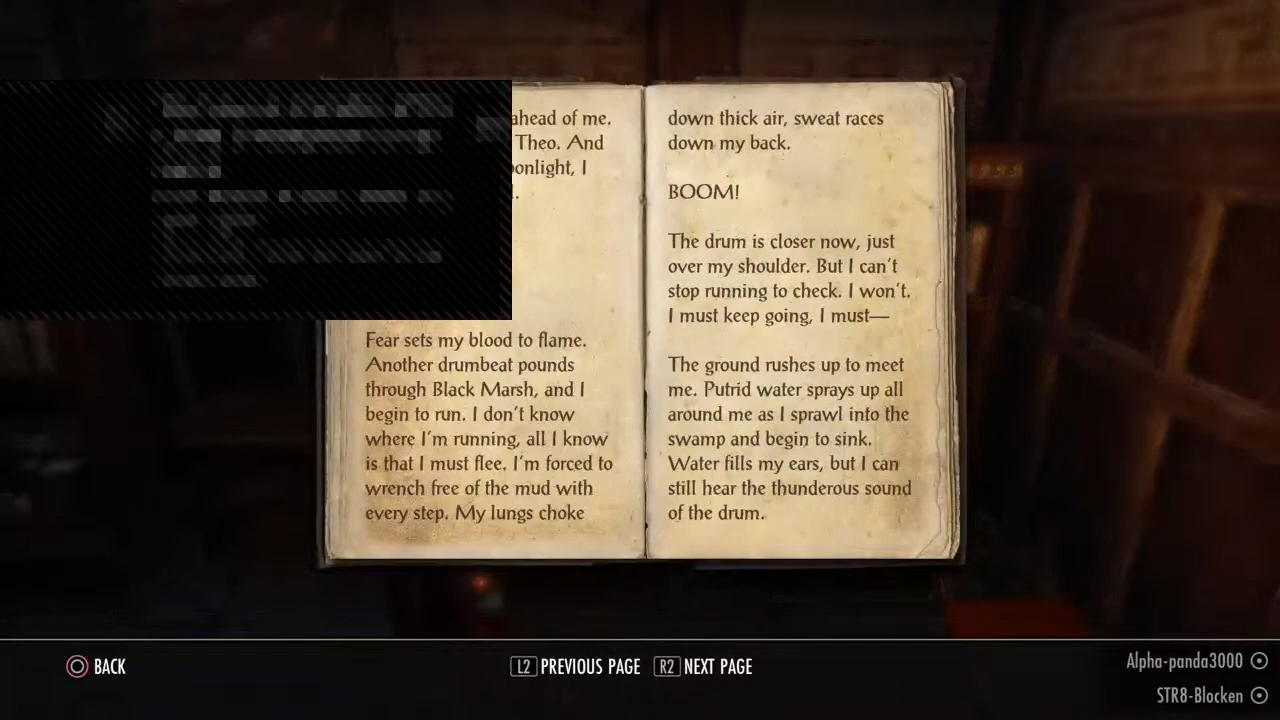 ahead of me.
Theo. And
onlight, I
Fear sets my blood to flame.
Another drumbeat pounds
through Black Marsh, and I
begin to run. I don't know
where I'm running, all I know
is that I must flee. I'm forced to
wrench free of the mud with
every step. My lungs choke
down thick air, sweat races
down my back.
BOOM!
The drum is closer now, just
over my shoulder. But I can't
stop running to check. I won't.
I must keep going, I must—
The ground rushes up to meet
me. Putrid water sprays up all
around me as I sprawl into the
swamp and begin to sink.
Water fills my ears, but I can
still hear the thunderous sound
of the drum.
BACK
L2 PREVIOUS PAGE R2 NEXT PAGE
Alpha-panda3000
STR8-Blocken